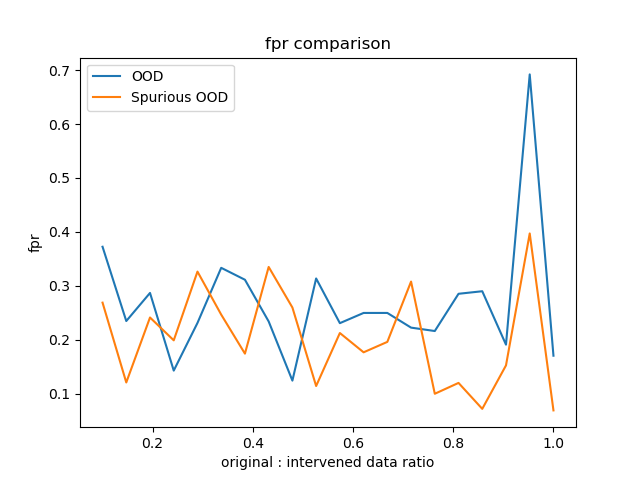 fpr comparison
OOD
Spurious OOD
0.7
0.6
0.5
0.4
0.3
0.2
0.1
fpr
0.2 0.4 0.6 0.8 1.0
original : intervened data ratio